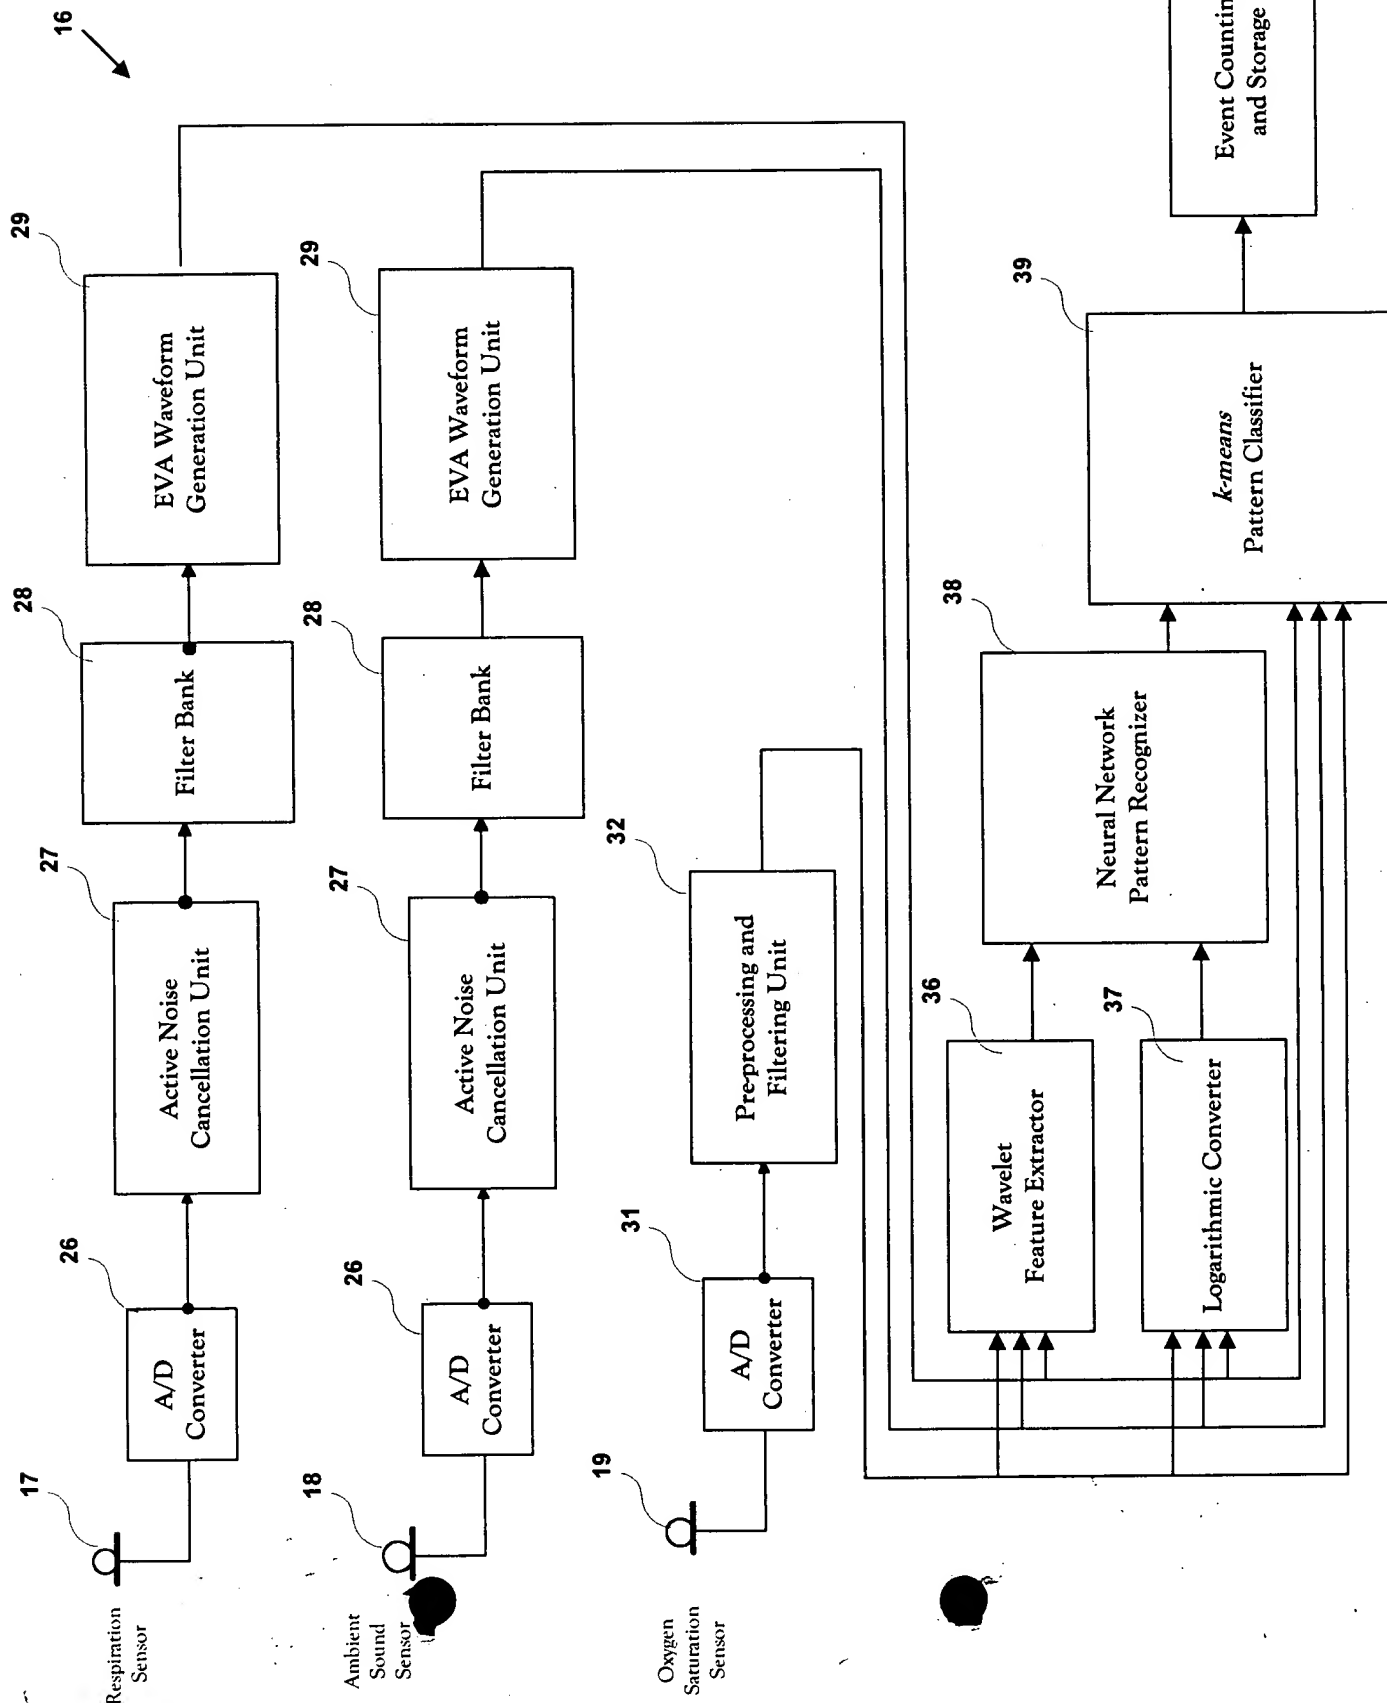 16
17
26
27
28
29
Respiration
Sensor
A/D
Converter
Active Noise
Cancellation Unit
Filter Bank
EVA Waveform
Generation Unit
18
26
27
28
29
Ambient
Sound
Sensor
A/D
Converter
Active Noise
Cancellation Unit
Filter Bank
EVA Waveform
Generation Unit
19
31
32
Oxygen
Saturation
Sensor
A/D
Converter
Pre-processing and
Filtering Unit
36
Wavelet
Feature Extractor
37
Logarithmic Converter
38
Neural Network
Pattern Recognizer
39
k-means
Pattern Classifier
Event Countin
and Storage